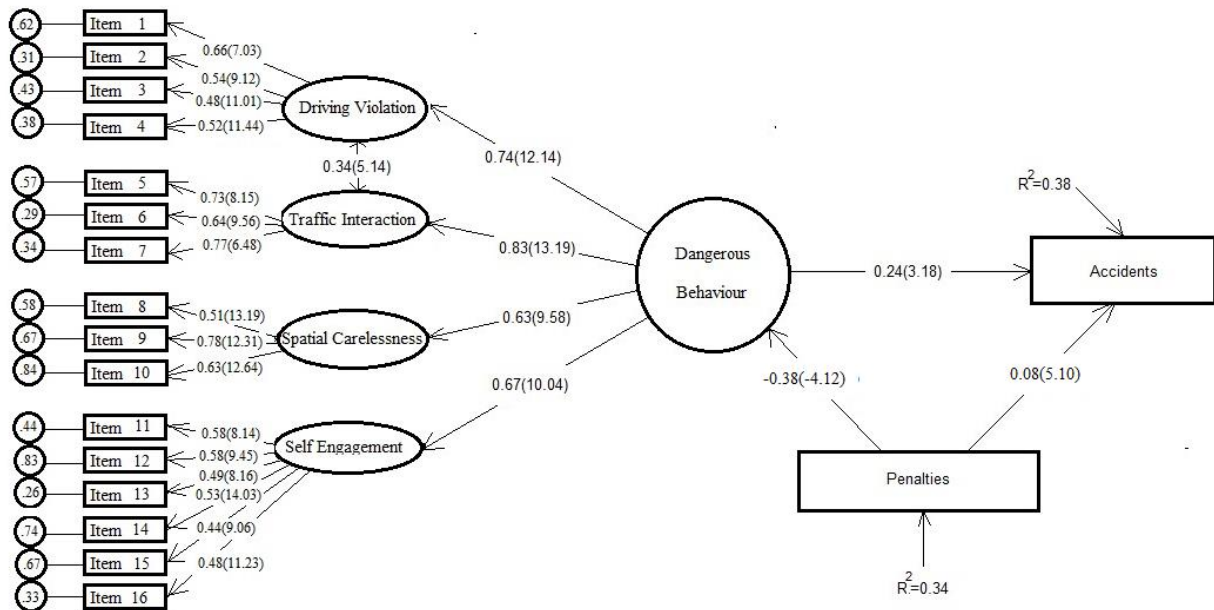 .62 Item 1
.31 Item 2
.43 Item 3
.38 Item 4
0.66(7.03)
0.54(9.12)
0.48(11.01)
0.52(11.44)
Driving Violation
0.34(5.14)
.57 Item 5
.29 Item 6
.34 Item 7
0.73(8.15)
0.64(9.56)
0.77(6.48)
Traffic Interaction
.58 Item 8
.67 Item 9
.84 Item 10
0.51(13.19)
0.78(12.31)
0.63(12.64)
Spatial Carelessness
.44 Item 11
.83 Item 12
.26 Item 13
.74 Item 14
.67 Item 15
.33 Item 16
0.58(8.14)
0.58(9.45)
0.49(8.16)
0.53(14.03)
0.44(9.06)
0.48(11.23)
Self Engagement
0.74(12.14)
0.83(13.19)
0.63(9.58)
0.67(10.04)
Dangerous
Behaviour
0.24(3.18)
-0.38(-4.12)
0.08(5.10)
R²=0.38
Accidents
Penalties
R²=0.34